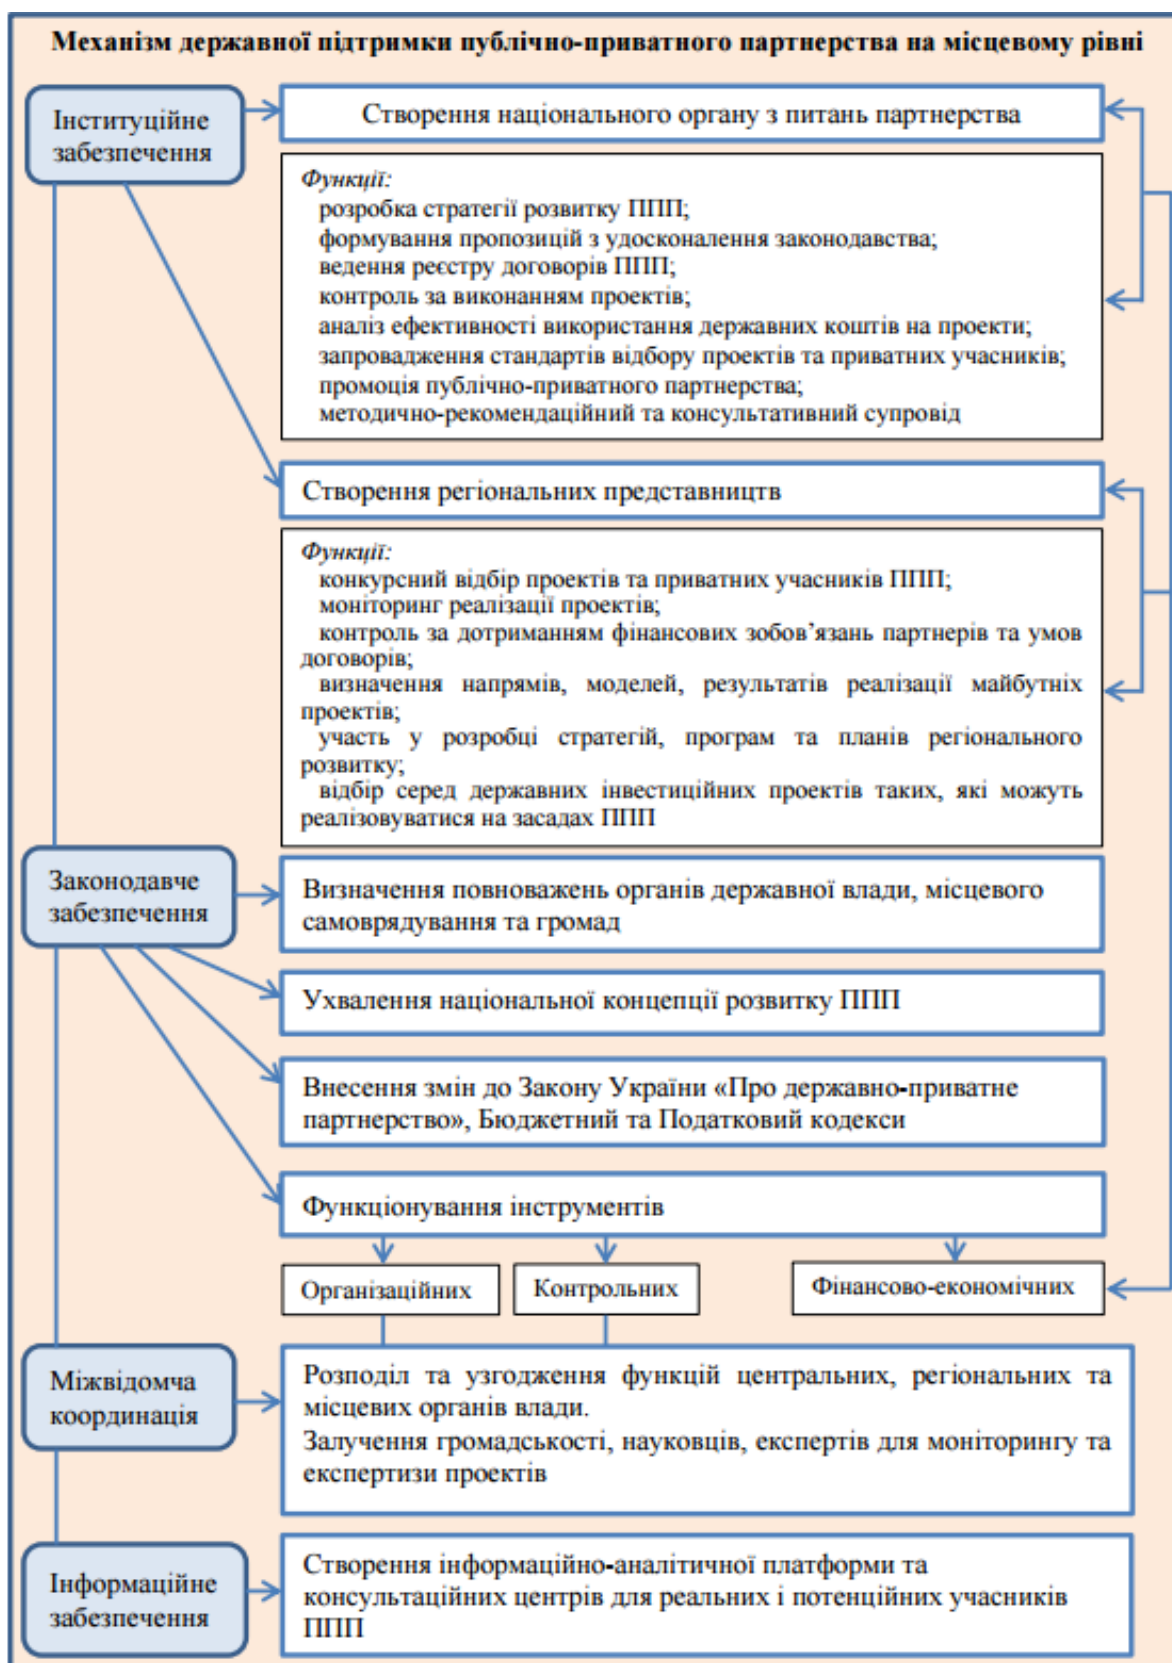 Механізм державної підтримки публічно-приватного партнерства на місцевому рівні
Інституційне
забезпечення
Створення національного органу з питань партнерства
Функції:
розробка стратегії розвитку ППП;
формування пропозицій з удосконалення законодавства;
ведення реєстру договорів ППП;
контроль за виконанням проектів;
аналіз ефективності використання державних коштів на проекти;
запровадження стандартів відбору проектів та приватних учасників;
промоція публічно-приватного партнерства;
методично-рекомендаційний та консультативний супровід
Створення регіональних представництв
Функції:
конкурсний відбір проектів та приватних учасників ППП;
моніторинг реалізації проектів;
контроль за дотриманням фінансових зобов’язань партнерів та умов
договорів;
визначення напрямів, моделей, результатів реалізації майбутніх
проектів;
участь у розробці стратегій, програм та планів регіонального
розвитку;
відбір серед державних інвестиційних проектів таких, які можуть
реалізовуватися на засадах ППП
Законодавче
забезпечення
Визначення повноважень органів державної влади, місцевого
самоврядування та громад
Ухвалення національної концепції розвитку ППП
Внесення змін до Закону України «Про державно-приватне
партнерство», Бюджетний та Податковий кодекси
Функціонування інструментів
Організаційних
Контрольних
Фінансово-економічних
Міжвідомча
координація
Розподіл та узгодження функцій центральних, регіональних та
місцевих органів влади.
Залучення громадськості, науковців, експертів для моніторингу та
експертизи проектів
Інформаційне
забезпечення
Створення інформаційно-аналітичної платформи та
консультаційних центрів для реальних і потенційних учасників
ППП